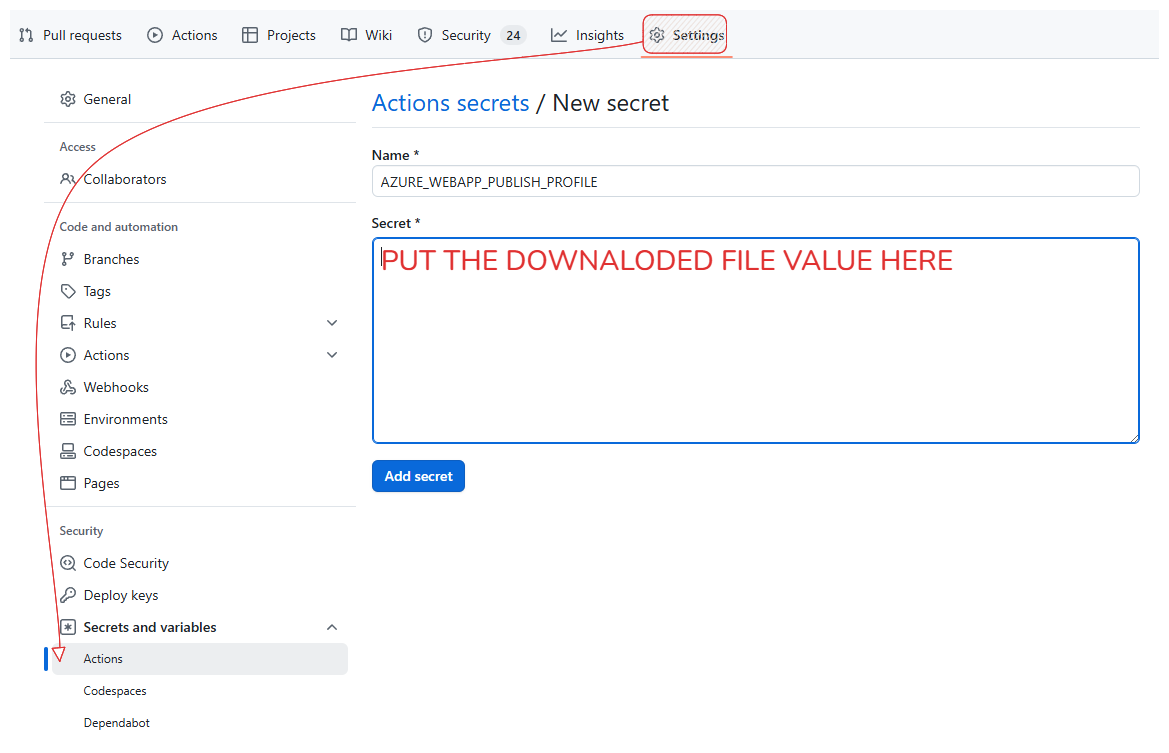 Pull requests Actions Projects Wiki Security 24 Insights Settings
General
Access
Collaborators
Code and automation
Branches
Tags
Rules
Actions
Webhooks
Environments
Codespaces
Pages
Security
Code Security
Deploy keys
Secrets and variables
Actions
Codespaces
Dependabot
Actions secrets / New secret
Name *
AZURE_WEBAPP_PUBLISH_PROFILE
Secret *
PUT THE DOWNALODED FILE VALUE HERE
Add secret